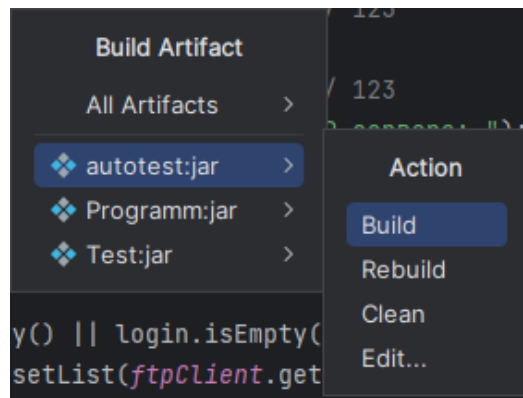 Build Artifact
All Artifacts
autotest:jar
Programm:jar
Test:jar
Action
Build
Rebuild
Clean
Edit...
/ 123
/ 123
");
y() || login.isEmpty(
setList(ftpClient.get